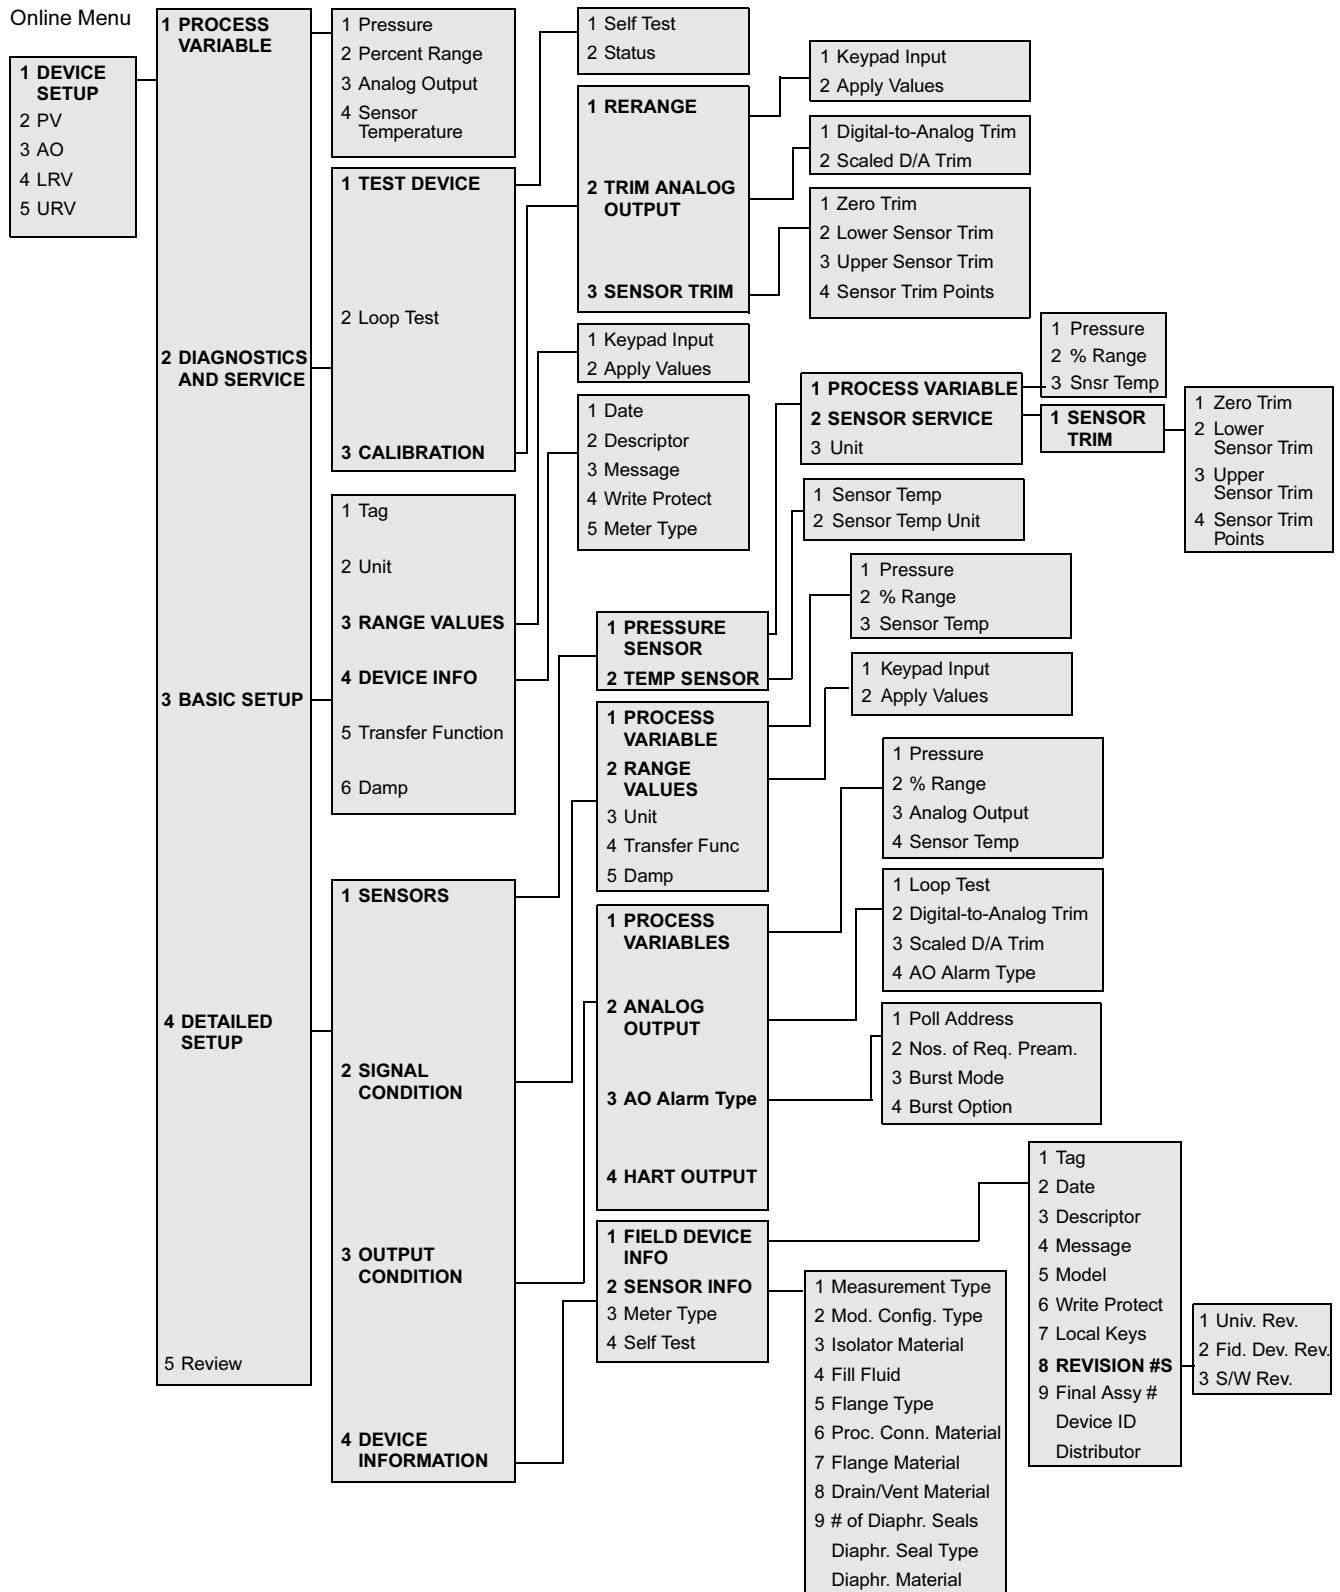 Online Menu
1 DEVICE
SETUP
2 PV
3 AO
4 LRV
5 URV
1 PROCESS
VARIABLE
2 DIAGNOSTICS
AND SERVICE
3 BASIC SETUP
4 DETAILED
SETUP
5 Review
1 Pressure
2 Percent Range
3 Analog Output
4 Sensor
Temperature
1 TEST DEVICE
2 Loop Test
3 CALIBRATION
1 Tag
2 Unit
3 RANGE VALUES
4 DEVICE INFO
5 Transfer Function
6 Damp
1 SENSORS
2 SIGNAL
CONDITION
3 OUTPUT
CONDITION
4 DEVICE
INFORMATION
1 Self Test
2 Status
1 RERANGE
2 TRIM ANALOG
OUTPUT
3 SENSOR TRIM
1 Keypad Input
2 Apply Values
1 Date
2 Descriptor
3 Message
4 Write Protect
5 Meter Type
1 PRESSURE
SENSOR
2 TEMP SENSOR
1 PROCESS
VARIABLE
2 RANGE
VALUES
3 Unit
4 Transfer Func
5 Damp
1 PROCESS
VARIABLES
2 ANALOG
OUTPUT
3 AO Alarm Type
4 HART OUTPUT
1 FIELD DEVICE
INFO
2 SENSOR INFO
3 Meter Type
4 Self Test
1 Keypad Input
2 Apply Values
1 Digital-to-Analog Trim
2 Scaled D/A Trim
1 Zero Trim
2 Lower Sensor Trim
3 Upper Sensor Trim
4 Sensor Trim Points
1 PROCESS VARIABLE
2 SENSOR SERVICE
3 Unit
1 Sensor Temp
2 Sensor Temp Unit
1 Pressure
2 % Range
3 Sensor Temp
1 Keypad Input
2 Apply Values
1 Pressure
2 % Range
3 Analog Output
4 Sensor Temp
1 Loop Test
2 Digital-to-Analog Trim
3 Scaled D/A Trim
4 AO Alarm Type
1 Poll Address
2 Nos. of Req. Pream.
3 Burst Mode
4 Burst Option
1 Measurement Type
2 Mod. Config. Type
3 Isolator Material
4 Fill Fluid
5 Flange Type
6 Proc. Conn. Material
7 Flange Material
8 Drain/Vent Material
9 # of Diaphr. Seals
Diaphr. Seal Type
Diaphr. Material
1 Pressure
2 % Range
3 Snsr Temp
1 SENSOR
TRIM
1 Zero Trim
2 Lower
Sensor Trim
3 Upper
Sensor Trim
4 Sensor Trim
Points
1 Tag
2 Date
3 Descriptor
4 Message
5 Model
6 Write Protect
7 Local Keys
8 REVISION #S
9 Final Assy #
Device ID
Distributor
1 Univ. Rev.
2 Fid. Dev. Rev.
3 S/W Rev.